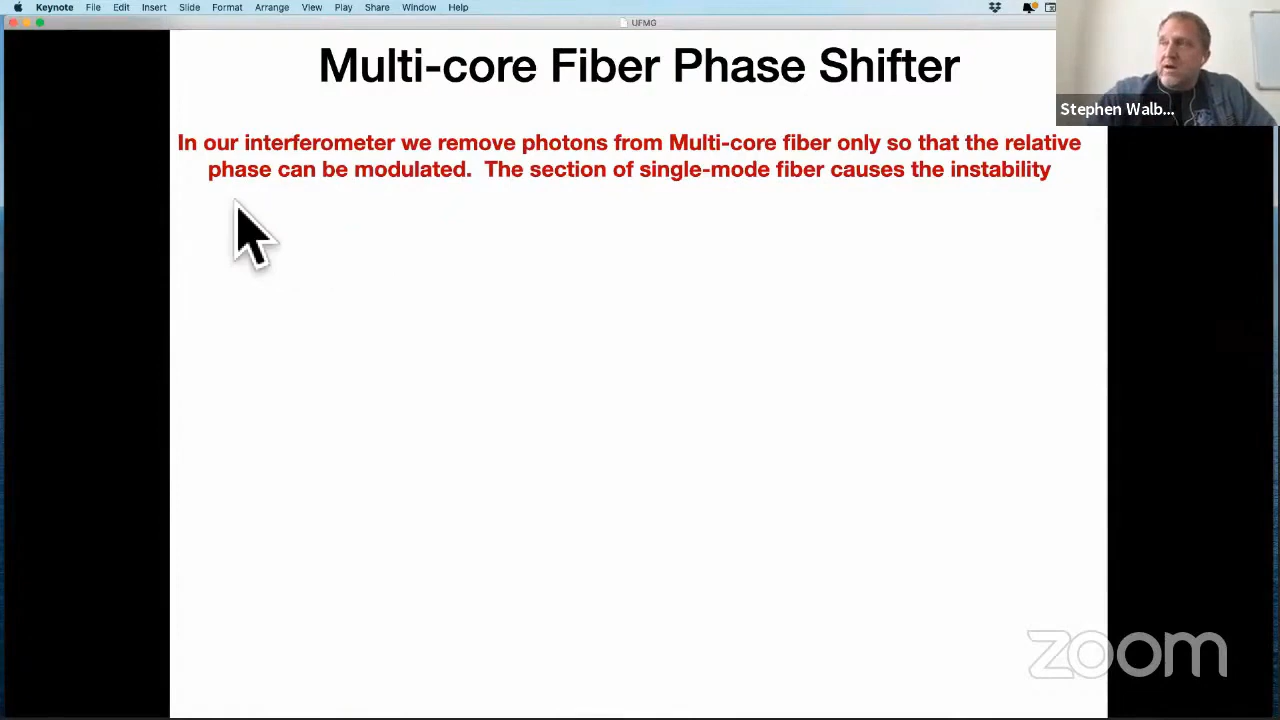 Keynote File Edit Insert Slide Format Arrange View Play Share Window Help
UFMG
Multi-core Fiber Phase Shifter
Stephen Walb...
In our interferometer we remove photons from Multi-core fiber only so that the relative
phase can be modulated. The section of single-mode fiber causes the instability
zoom